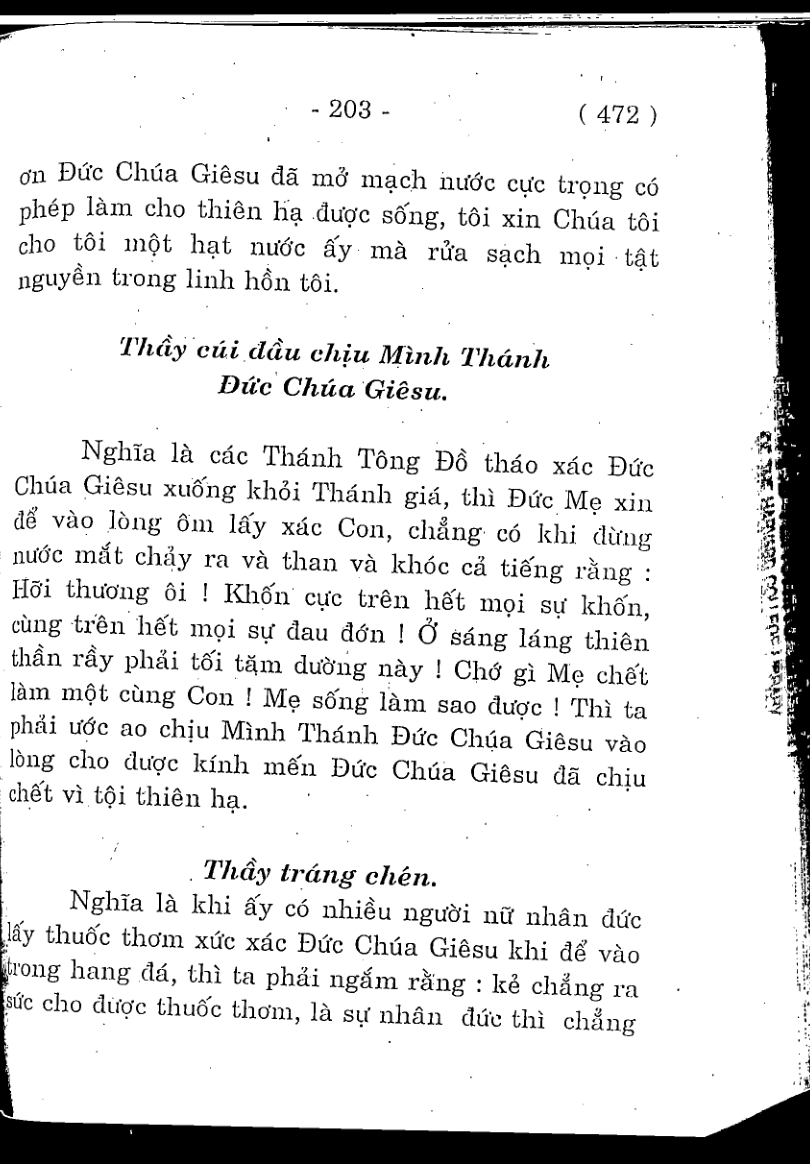 - 203 - ( 472 )
ơn Đức Chúa Giêsu đã mở mạch nước cực trọng có
phép làm cho thiên hạ được sống, tôi xin Chúa tôi
cho tôi một hạt nước ấy mà rửa sạch mọi tật
nguyền trong linh hồn tôi.
Thầy cúi đầu chịu Mình Thánh
Đức Chúa Giêsu.
Nghĩa là các Thánh Tông Đồ tháo xác Đức
Chúa Giêsu xuống khỏi Thánh giá, thì Đức Mẹ xin
để vào lòng ôm lấy xác Con, chẳng có khi đừng
nước mắt chảy ra và than và khóc cả tiếng rằng :
Hỡi thương ôi ! Khốn cực trên hết mọi sự khốn,
cùng trên hết mọi sự đau đớn ! Ở sáng láng thiên
thần rầy phải tối tặm dường này ! Chớ gì Mẹ chết
làm một cùng Con ! Mẹ sống làm sao được ! Thì ta
phải ước ao chịu Mình Thánh Đức Chúa Giêsu vào
lòng cho được kính mến Đức Chúa Giêsu đã chịu
chết vì tội thiên hạ.
Thầy tráng chén.
Nghĩa là khi ấy có nhiều người nữ nhân đức
lấy thuốc thơm xức xác Đức Chúa Giêsu khi để vào
trong hang đá, thì ta phải ngắm rằng : kẻ chẳng ra
sức cho được thuốc thơm, là sự nhân đức thì chẳng